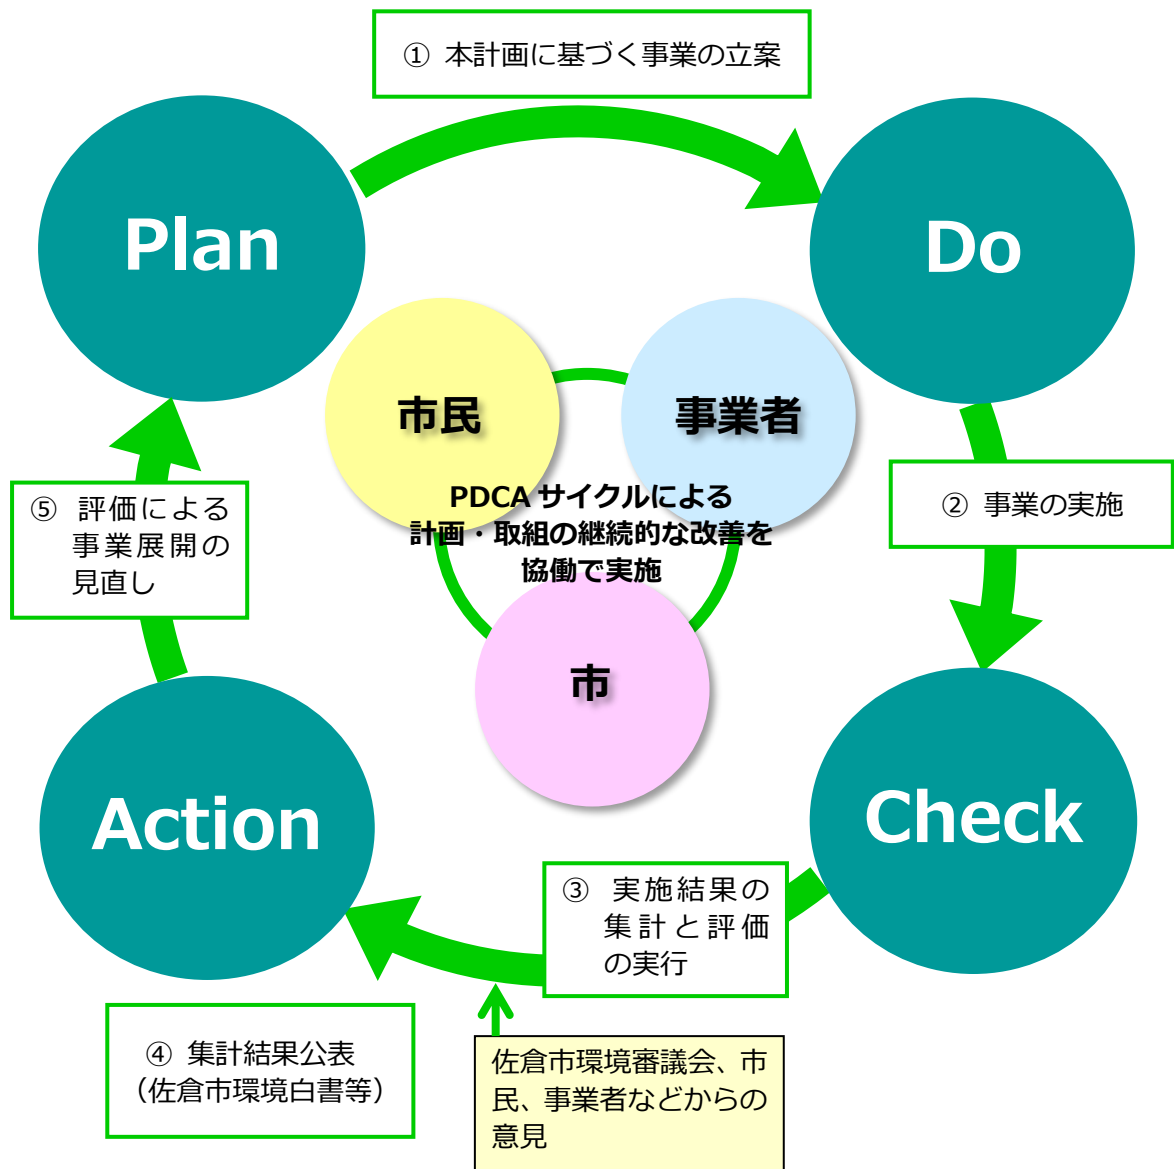 ① 本計画に基づく事業の立案
Plan
Do
市民
事業者
PDCA サイクルによる
計画・取組の継続的な改善を
協働で実施
市
② 事業の実施
⑤ 評価による
事業展開の
見直し
Action
Check
③ 実施結果の
集計と評価
の実行
④ 集計結果公表
（佐倉市環境白書等）
佐倉市環境審議会、市
民、事業者などからの
意見